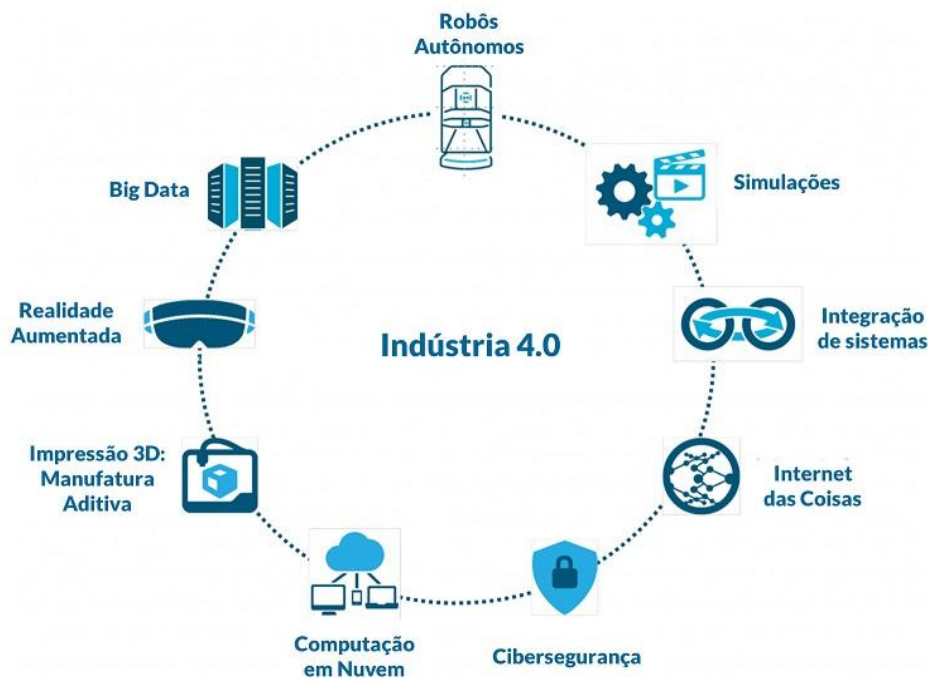 Robôs
Autônomos
Big Data
Simulações
Realidade
Aumentada
Indústria 4.0
Integração
de sistemas
Impressão 3D:
Manufatura
Aditiva
Internet
das Coisas
Computação
em Nuvem
Cibersegurança